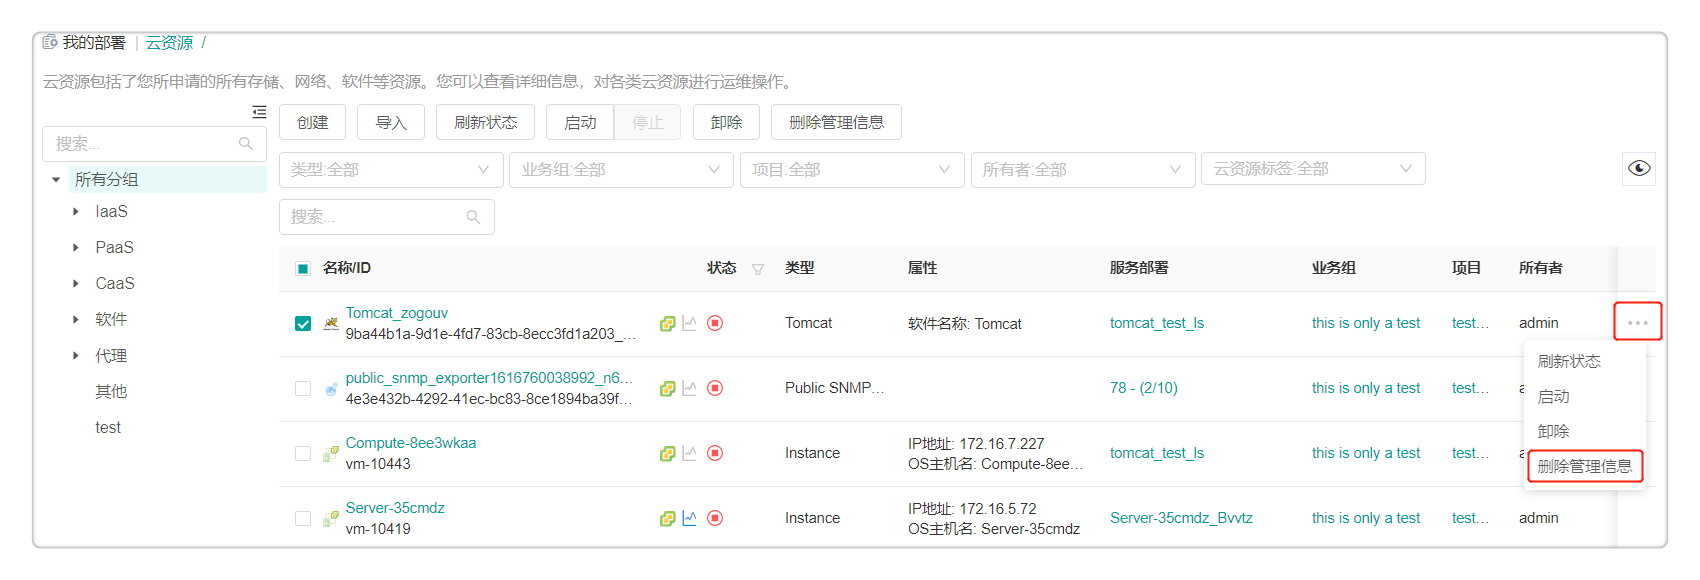 我的部署 | 云资源 /
云资源包括了您所申请的所有存储、网络、软件等资源。您可以查看详细信息，对各类云资源进行运维操作。
搜索...
所有分组
IaaS
PaaS
CaaS
软件
代理
其他
test
创建 导入 刷新状态 启动 停止 卸除 删除管理信息
类型:全部 业务组:全部 项目:全部 所有者:全部 云资源标签:全部
搜索...
名称/ID 状态 类型 属性 服务部署 业务组 项目 所有者
Tomcat_zogouv
9ba44b1a-9d1e-4fd7-83cb-8ecc3fd1a203_...
Tomcat 软件名称: Tomcat tomcat_test_ls this is only a test test... admin
public_snmp_exporter1616760038992_n6...
4e3e432b-4292-41ec-bc83-8ce1894ba39f...
Public SNMP... 78 - (2/10) this is only a test test... a
Compute-8ee3wkaa
vm-10443
Instance
IP地址: 172.16.7.227
OS主机名: Compute-8ee...
tomcat_test_ls this is only a test test... a
Server-35cmdz
vm-10419
Instance
IP地址: 172.16.5.72
OS主机名: Server-35cmdz
Server-35cmdz_Bvvtz this is only a test test... admin
刷新状态
启动
卸除
删除管理信息